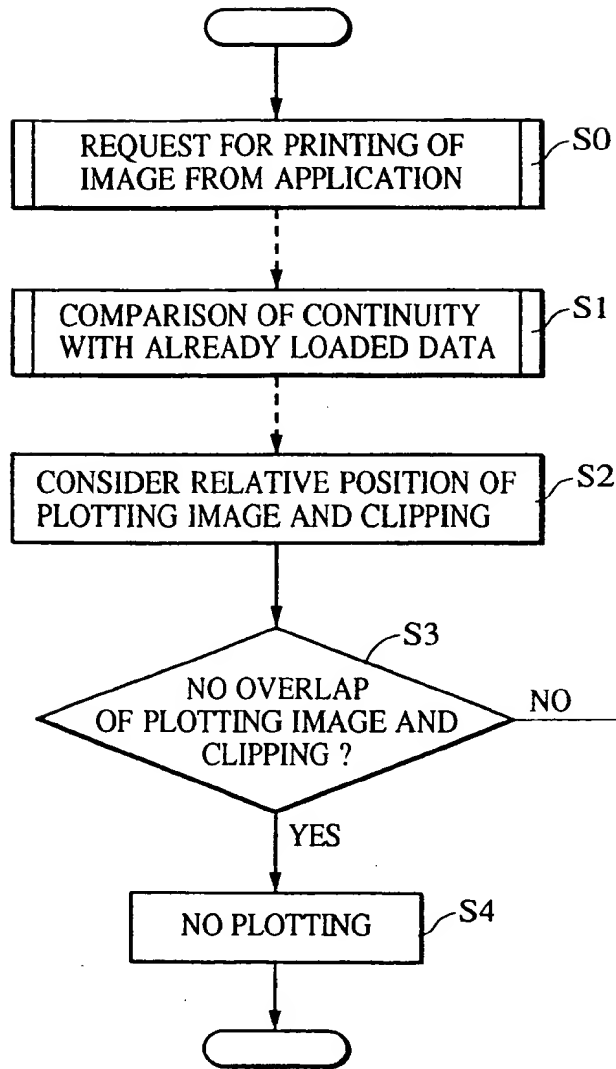 REQUEST FOR PRINTING OF
IMAGE FROM APPLICATION
S0
COMPARISON OF CONTINUITY
WITH ALREADY LOADED DATA
S1
CONSIDER RELATIVE POSITION OF
PLOTTING IMAGE AND CLIPPING
S2
S3
NO OVERLAP
OF PLOTTING IMAGE AND
CLIPPING ?
NO
YES
NO PLOTTING
S4